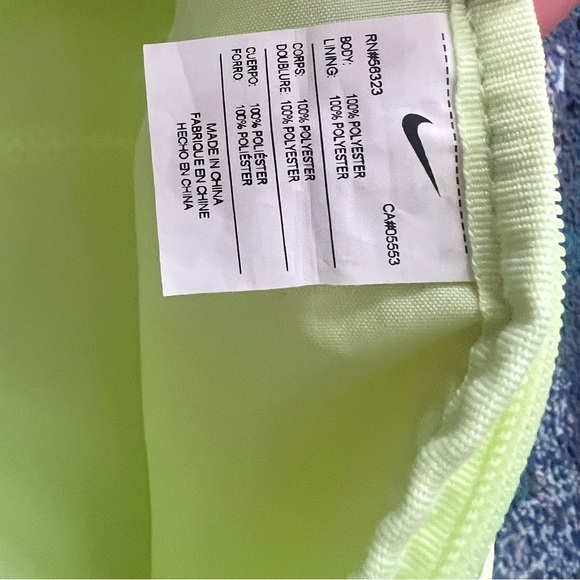 RN#56323 CA#05553
BODY: 100% POLYESTER
LINING: 100% POLYESTER
CORPS: 100% POLYESTER
DOUBLURE: 100% POLYESTER
CUERPO: 100% POLIÉSTER
FORRO: 100% POLIÉSTER
MADE IN CHINA
FABRIQUE EN CHINE
HECHO EN CHINA